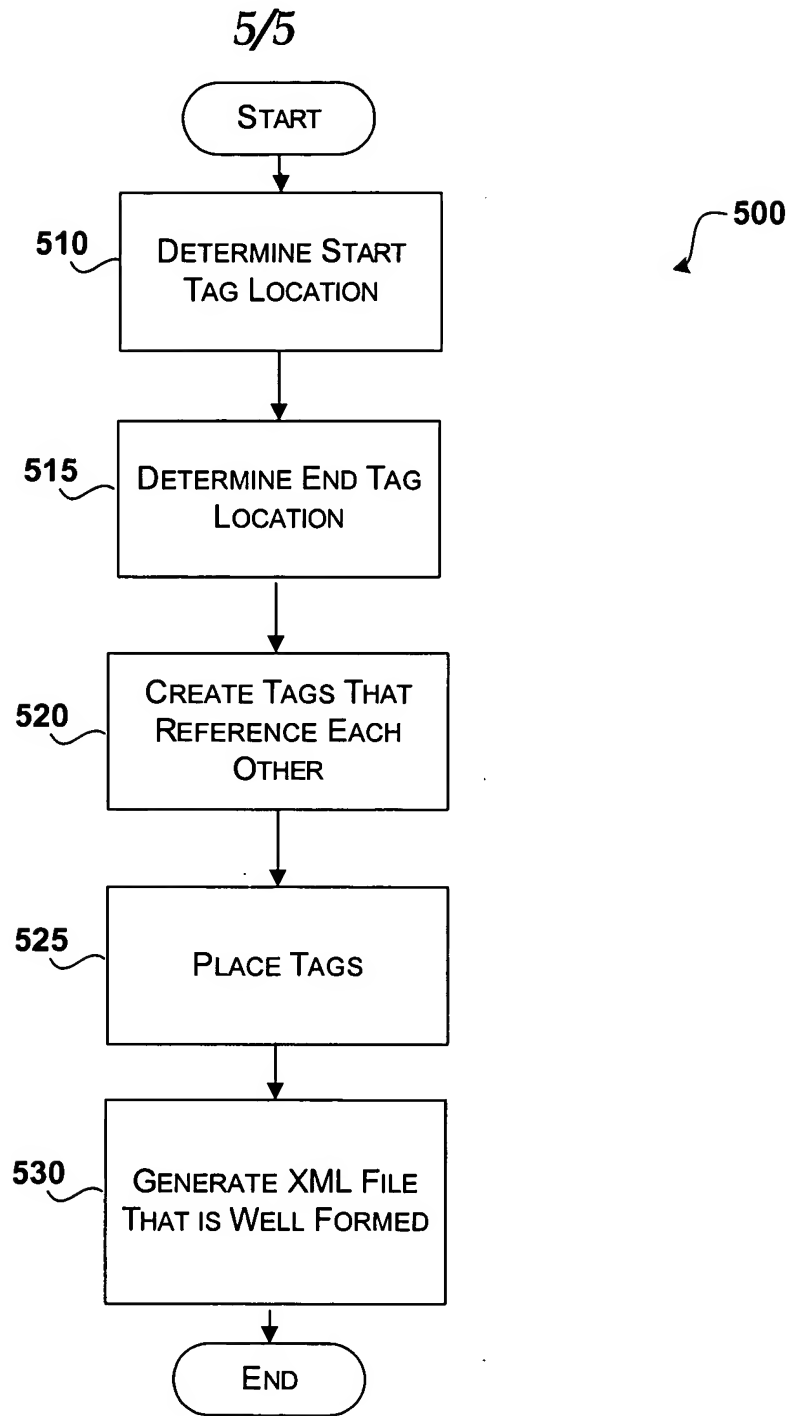 5/5
START
500
510
DETERMINE START
TAG LOCATION
515
DETERMINE END TAG
LOCATION
520
CREATE TAGS THAT
REFERENCE EACH
OTHER
525
PLACE TAGS
530
GENERATE XML FILE
THAT IS WELL FORMED
END